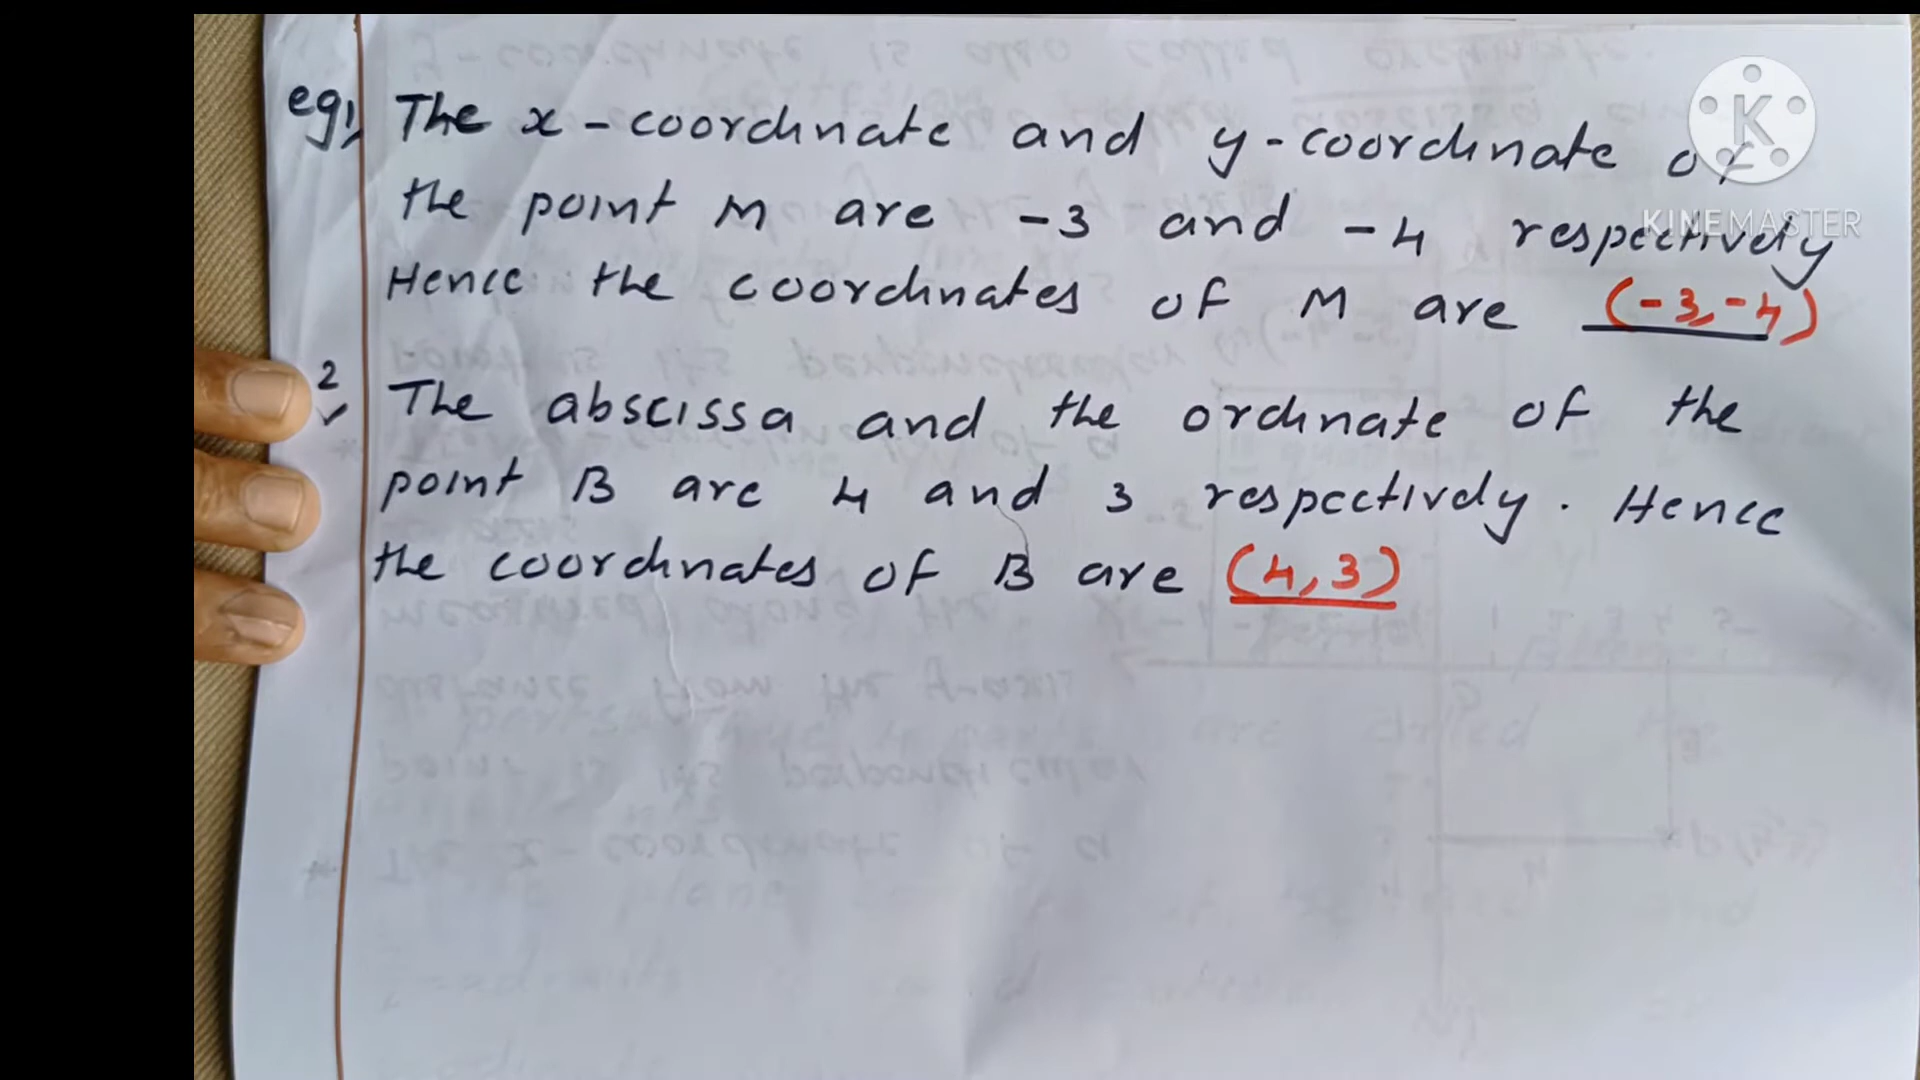 eg1, The x-coordinate and y-coordinate of
the point M are -3 and -4 respectively
Hence the coordinates of M are (-3,-4)
2, The abscissa and the ordinate of the
point B are 4 and 3 respectively. Hence
the coordinates of B are (4,3)
K
KINEMASTER